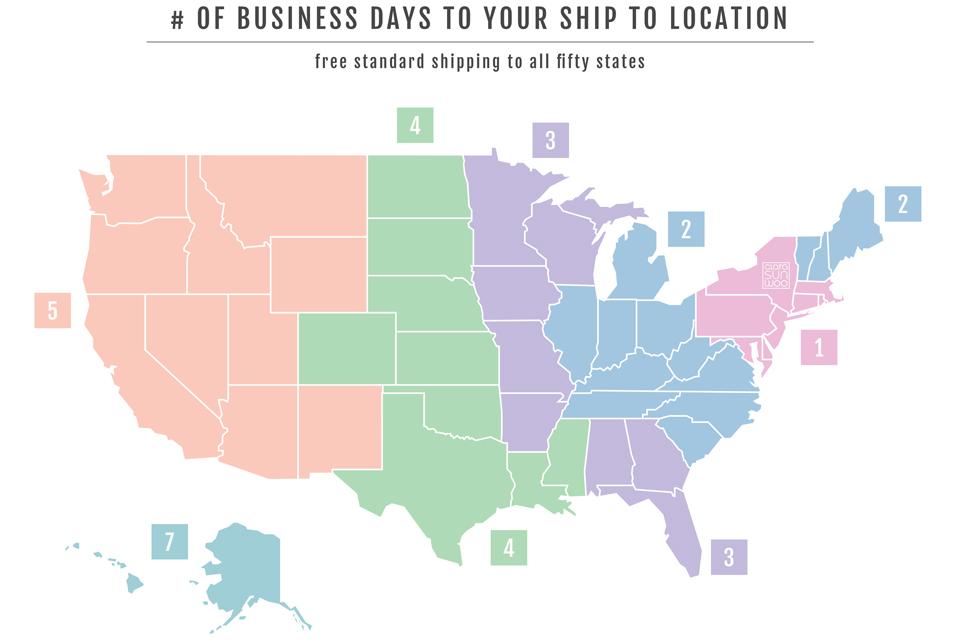 # OF BUSINESS DAYS TO YOUR SHIP TO LOCATION
free standard shipping to all fifty states
4
3
2
2
clara
sun
woo
5
1
7
4
3